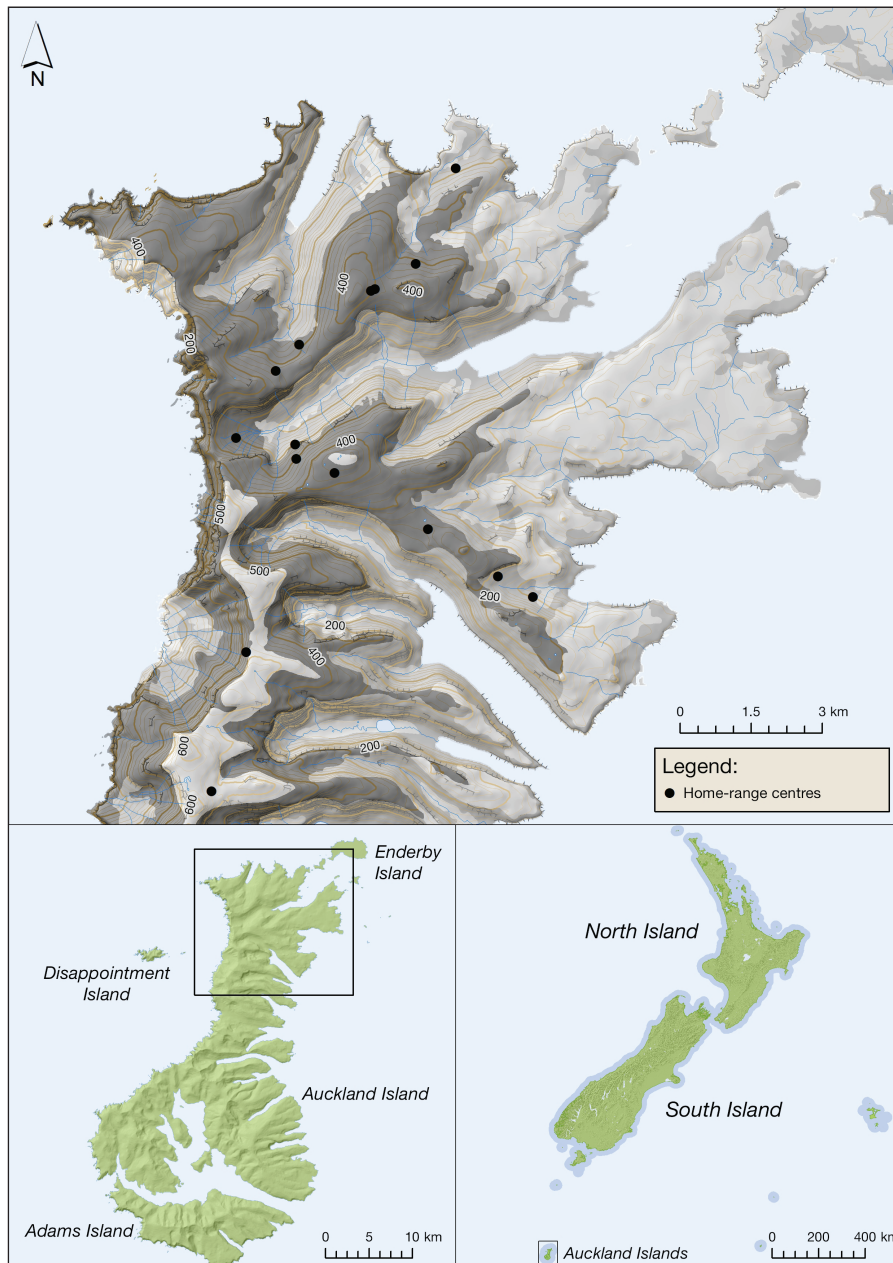 N
400
400
400
200
400
500
500
200
200
400
600
200
600
0 1.5 3 km
Legend:
Home-range centres
Enderby
Island
Disappointment
Island
Auckland Island
Adams Island
0 5 10 km
North Island
South Island
Auckland Islands
0 200 400 km